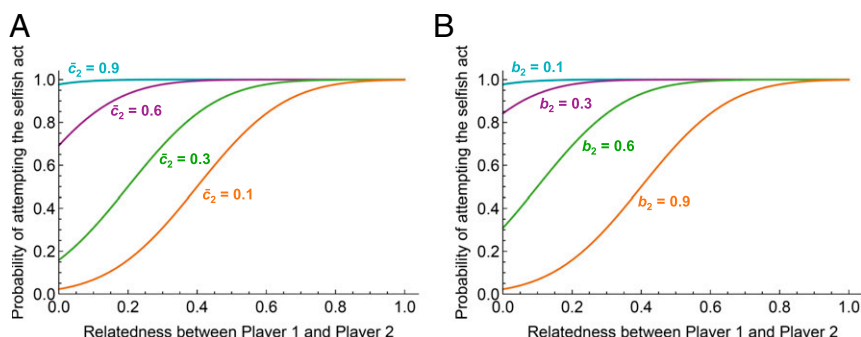 A
Probability of attempting the selfish act
1.0
0.8
0.6
0.4
0.2
0.0
c̄₂ = 0.9
c̄₂ = 0.6
c̄₂ = 0.3
c̄₂ = 0.1
0.0 0.2 0.4 0.6 0.8 1.0
Relatedness between Player 1 and Player 2
B
Probability of attempting the selfish act
1.0
0.8
0.6
0.4
0.2
0.0
b₂ = 0.1
b₂ = 0.3
b₂ = 0.6
b₂ = 0.9
0.0 0.2 0.4 0.6 0.8 1.0
Relatedness between Player 1 and Player 2